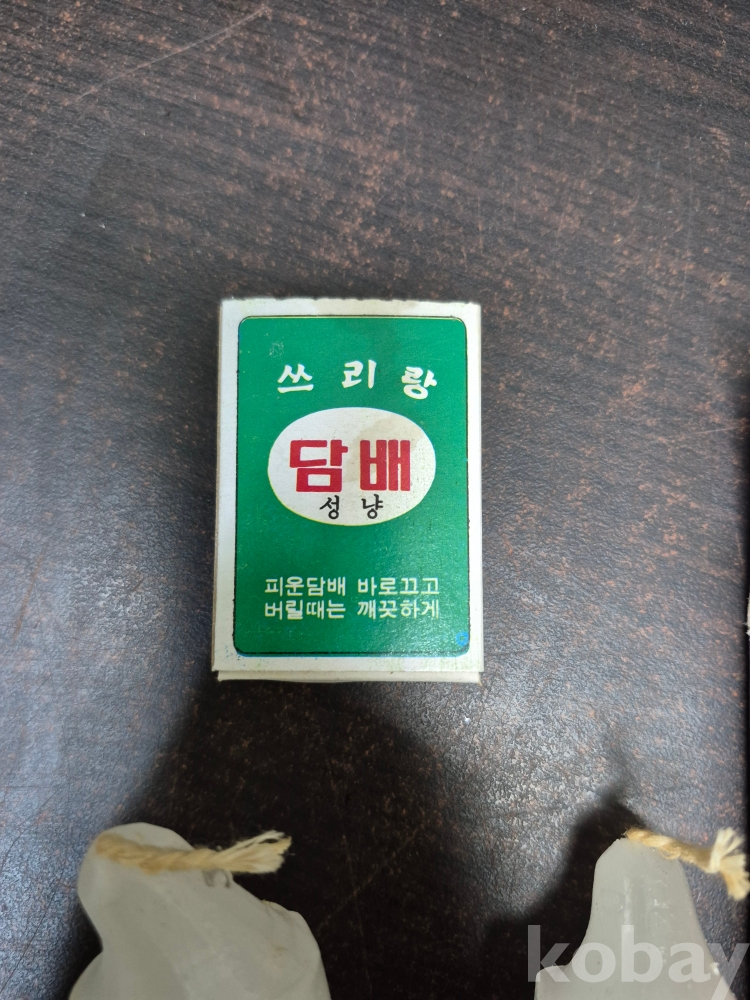 쓰리랑
담배
성냥
피운담배 바로끄고
버릴때는 깨끗하게
kobay